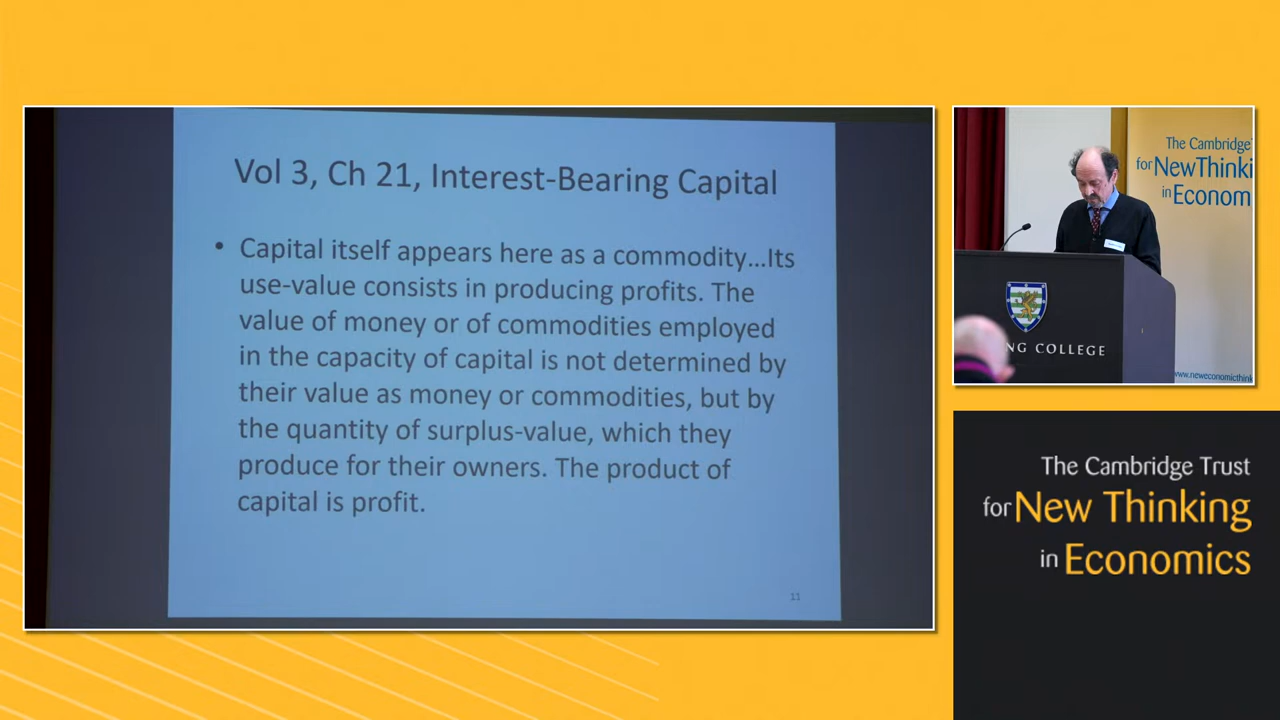 Vol 3, Ch 21, Interest-Bearing Capital
• Capital itself appears here as a commodity…Its
use-value consists in producing profits. The
value of money or of commodities employed
in the capacity of capital is not determined by
their value as money or commodities, but by
the quantity of surplus-value, which they
produce for their owners. The product of
capital is profit.
11
The Cambridge
for NewThinki
in Econom
NG COLLEGE
www.neweconomicthink
The Cambridge Trust
for New Thinking
in Economics